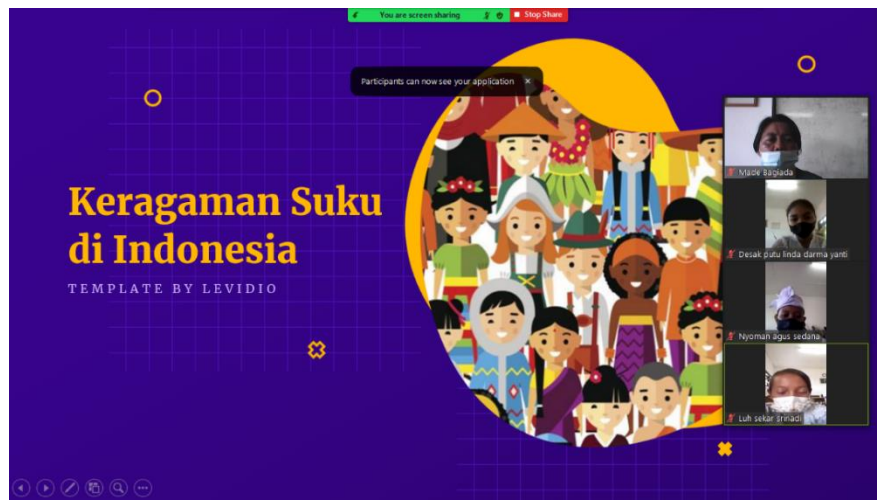 You are screen sharing
Stop Share
Participants can now see your application
Keragaman Suku
di Indonesia
TEMPLATE BY LEVIDIO
Made Bagiada
Desak putu linda darma yanti
Nyoman agus sedana
Luh sekar srinadi